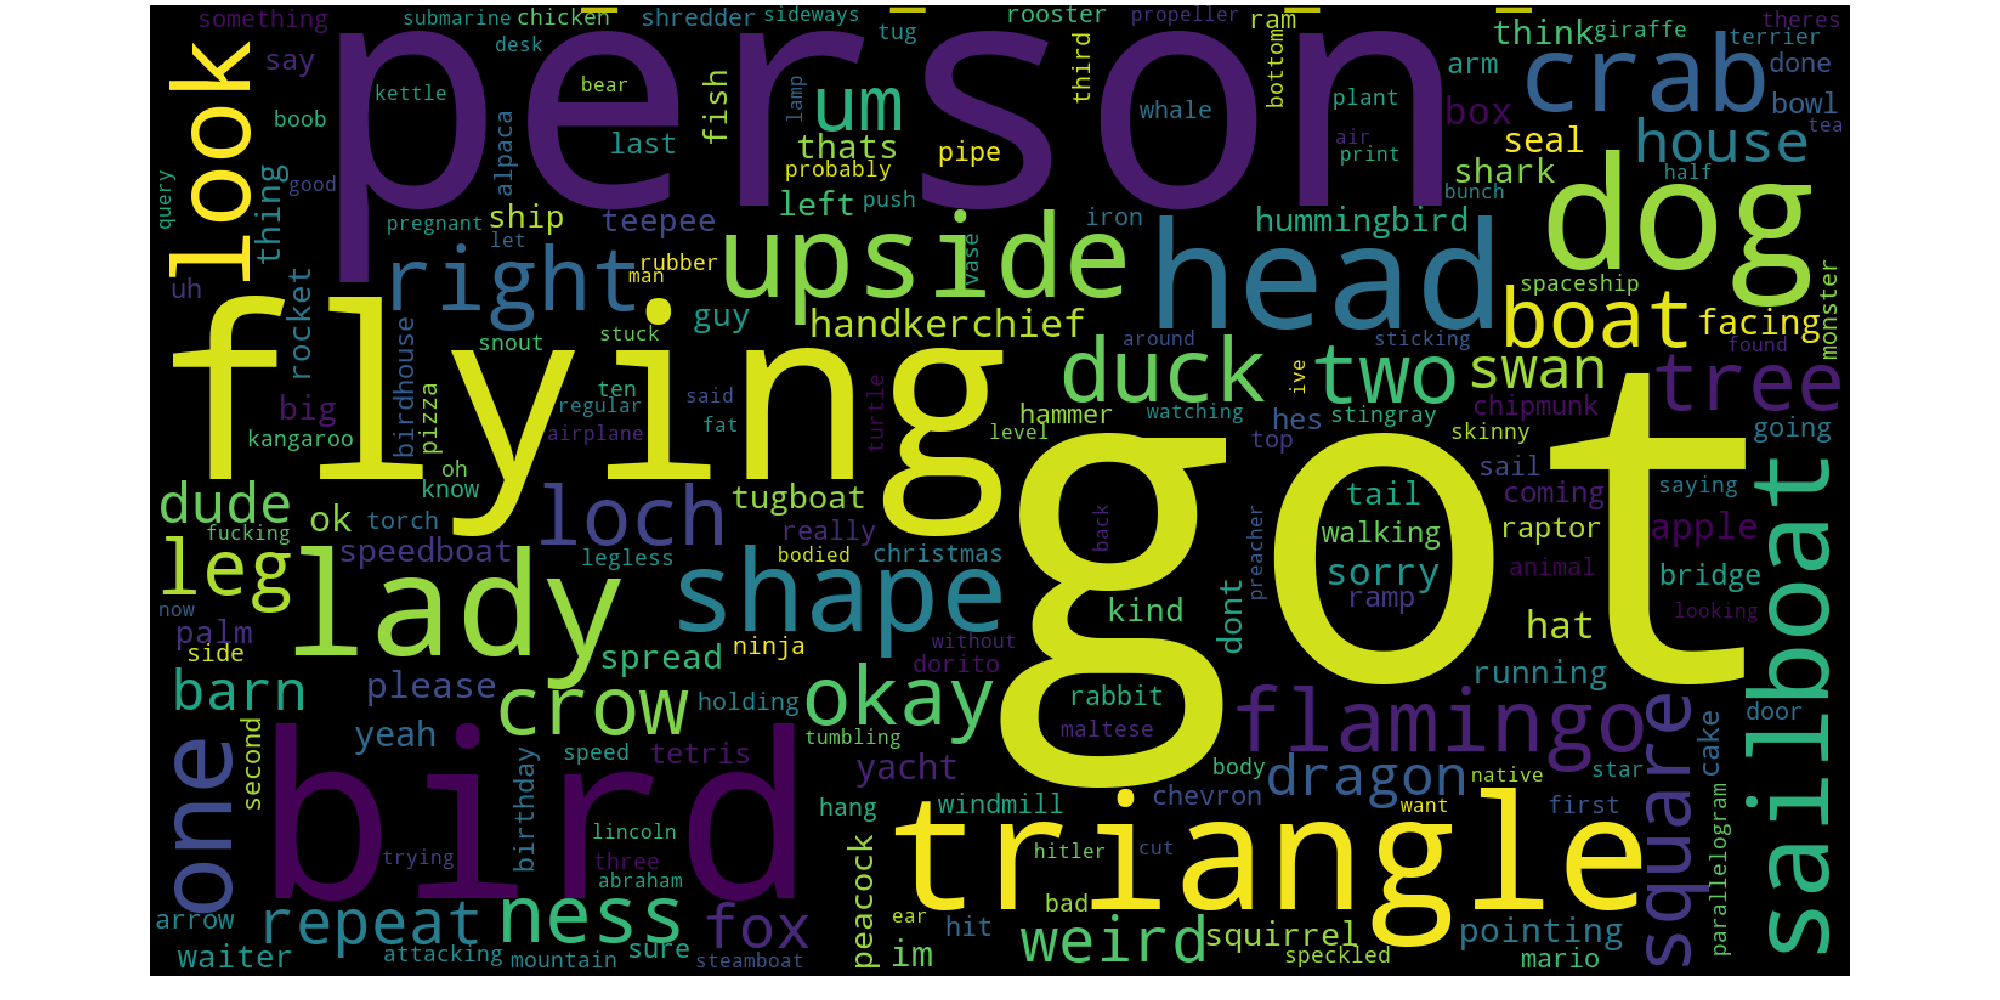 something
submarine
chicken
shredder
sideways
rooster
propeller
ram
theres
look
say
desk
person
tug
third
bottom
think
giraffe
terrier
kettle
bear
lamp
fish
um
whale
plant
arm
crab
done
boob
last
thats
pipe
air
print
box
bowl
tea
thing
good
alpaca
probably
seal
house
query
pregnant
ship
teepee
left
push
iron
bunch
shark
half
dog
let
right
man
rubber
upside
vase
head
hummingbird
uh
rocket
guy
handkerchief
spaceship
boat
facing
monster
flying
birdhouse
snout
stuck
around
sticking
found
duck
ive
two
swan
tree
big
pizza
ten
regular
said
turtle
hammer
watching
hes
stingray
chipmunk
kangaroo
airplane
fat
level
got
top
skinny
going
oh
know
sail
dude
ok
torch
loch
tugboat
really
tail
coming
saying
sailboat
fucking
speedboat
legless
bodied
christmas
back
preacher
walking
raptor
apple
leg
lady
shape
sorry
animal
bridge
now
palm
kind
dont
ramp
looking
side
ninja
without
hat
spread
dorito
barn
please
crow
holding
okay
rabbit
running
flamingo
square
door
one
second
yeah
speed
tetris
tumbling
maltese
cake
bird
birthday
yacht
body
dragon
native
star
hang
windmill
chevron
want
first
lincoln
triangle
trying
three
abraham
peacock
hitler
cut
parallelogram
arrow
repeat
ness
fox
ear
hit
bad
weird
squirrel
pointing
waiter
attacking
mountain
sure
steamboat
im
speckled
mario